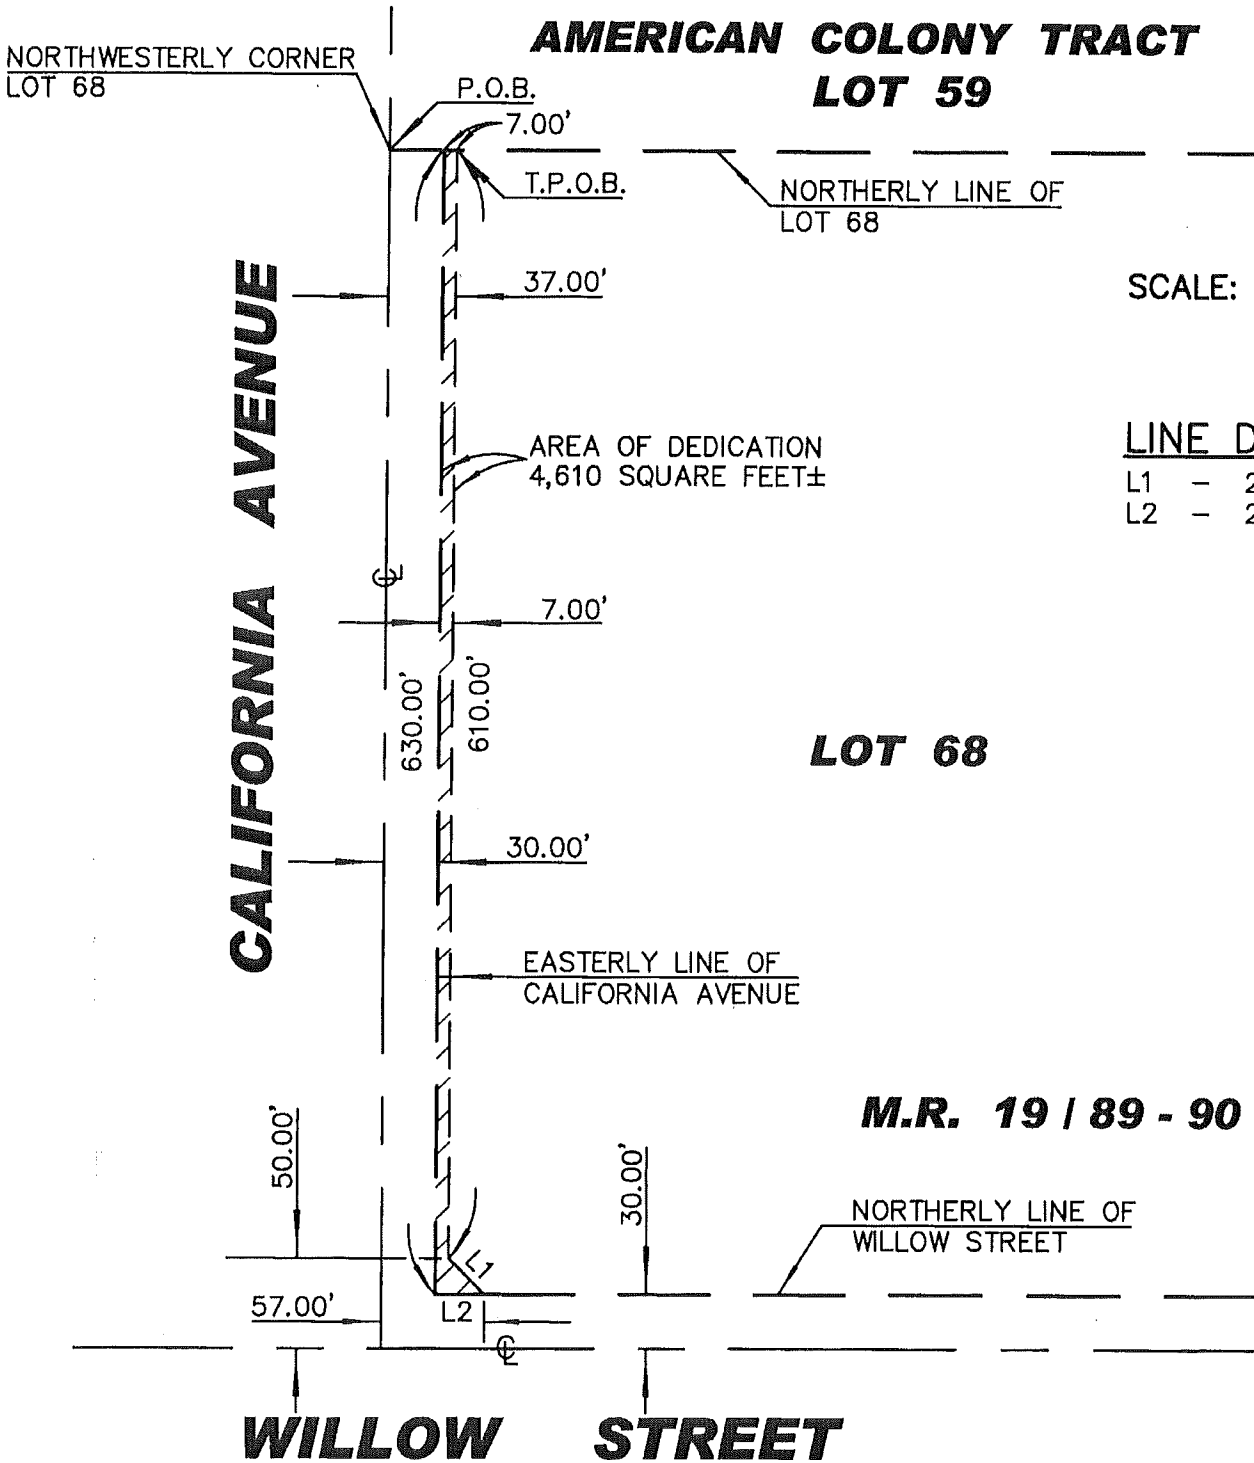 AMERICAN COLONY TRACT
LOT 59
NORTHWESTERLY CORNER
LOT 68
P.O.B.
7.00'
T.P.O.B.
NORTHERLY LINE OF
LOT 68
37.00'
SCALE:
CALIFORNIA AVENUE
AREA OF DEDICATION
4,610 SQUARE FEET±
LINE D
L1 - 2
L2 - 2
℄
7.00'
630.00'
610.00'
LOT 68
30.00'
EASTERLY LINE OF
CALIFORNIA AVENUE
M.R. 19 / 89 - 90
50.00'
30.00'
NORTHERLY LINE OF
WILLOW STREET
L1
57.00'
L2
℄
WILLOW STREET